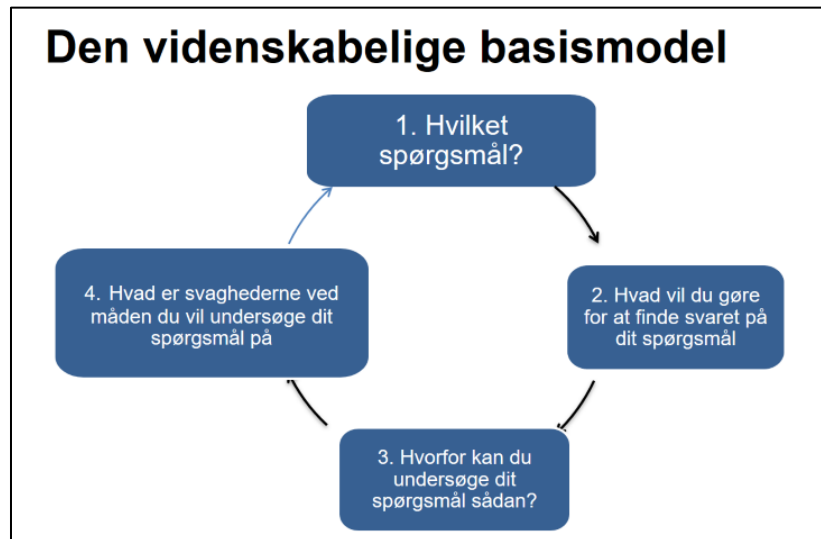 Den videnskabelige basismodel
1. Hvilket
spørgsmål?
2. Hvad vil du gøre
for at finde svaret på
dit spørgsmål
3. Hvorfor kan du
undersøge dit
spørgsmål sådan?
4. Hvad er svaghederne ved
måden du vil undersøge dit
spørgsmål på